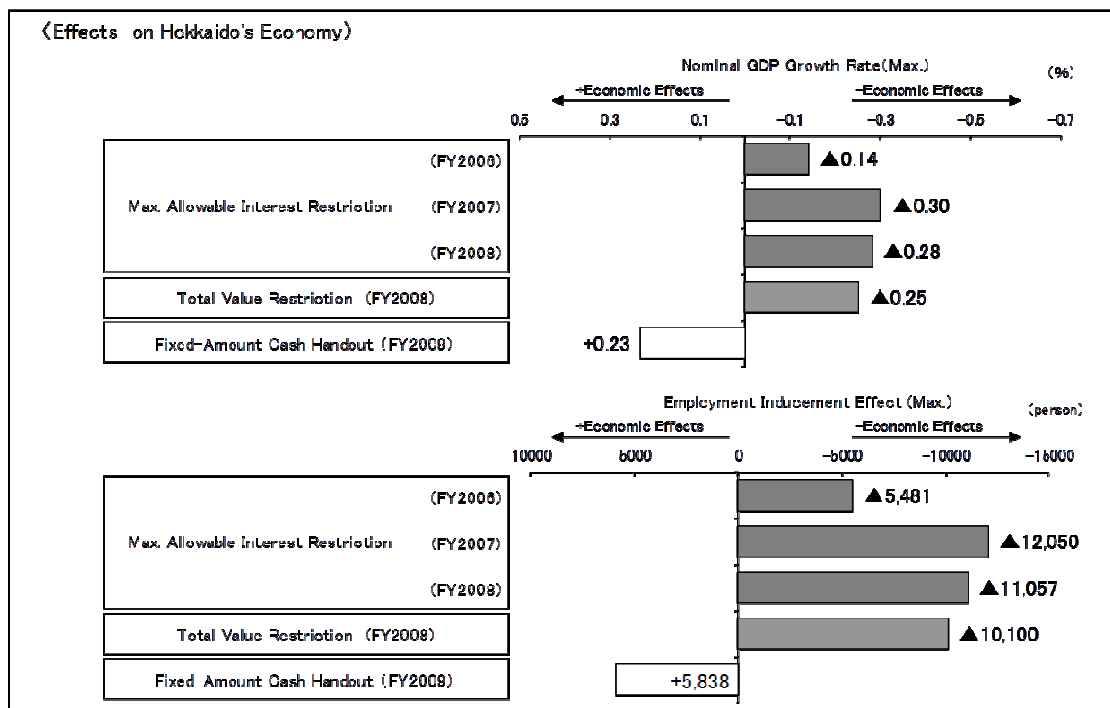 〈Effects on Hokkaido's Economy〉
Nominal GDP Growth Rate(Max.)
(%)
+Economic Effects
−Economic Effects
0.5 0.3 0.1 −0.1 −0.3 −0.5 −0.7
(FY2006) ▲0.14
Max. Allowable Interest Restriction (FY2007) ▲0.30
(FY2008) ▲0.28
Total Value Restriction (FY2008) ▲0.25
Fixed-Amount Cash Handout (FY2009) +0.23
Employment Inducement Effect (Max.)
(person)
+Economic Effects
−Economic Effects
10000 5000 0 −5000 −10000 −15000
(FY2006) ▲5,481
Max. Allowable Interest Restriction (FY2007) ▲12,050
(FY2008) ▲11,057
Total Value Restriction (FY2008) ▲10,100
Fixed-Amount Cash Handout (FY2009) +5,838